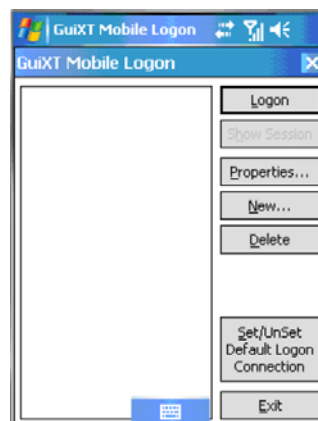 GuiXT Mobile Logon
GuiXT Mobile Logon
Logon
Show Session
Properties...
New...
Delete
Set/UnSet
Default Logon
Connection
Exit